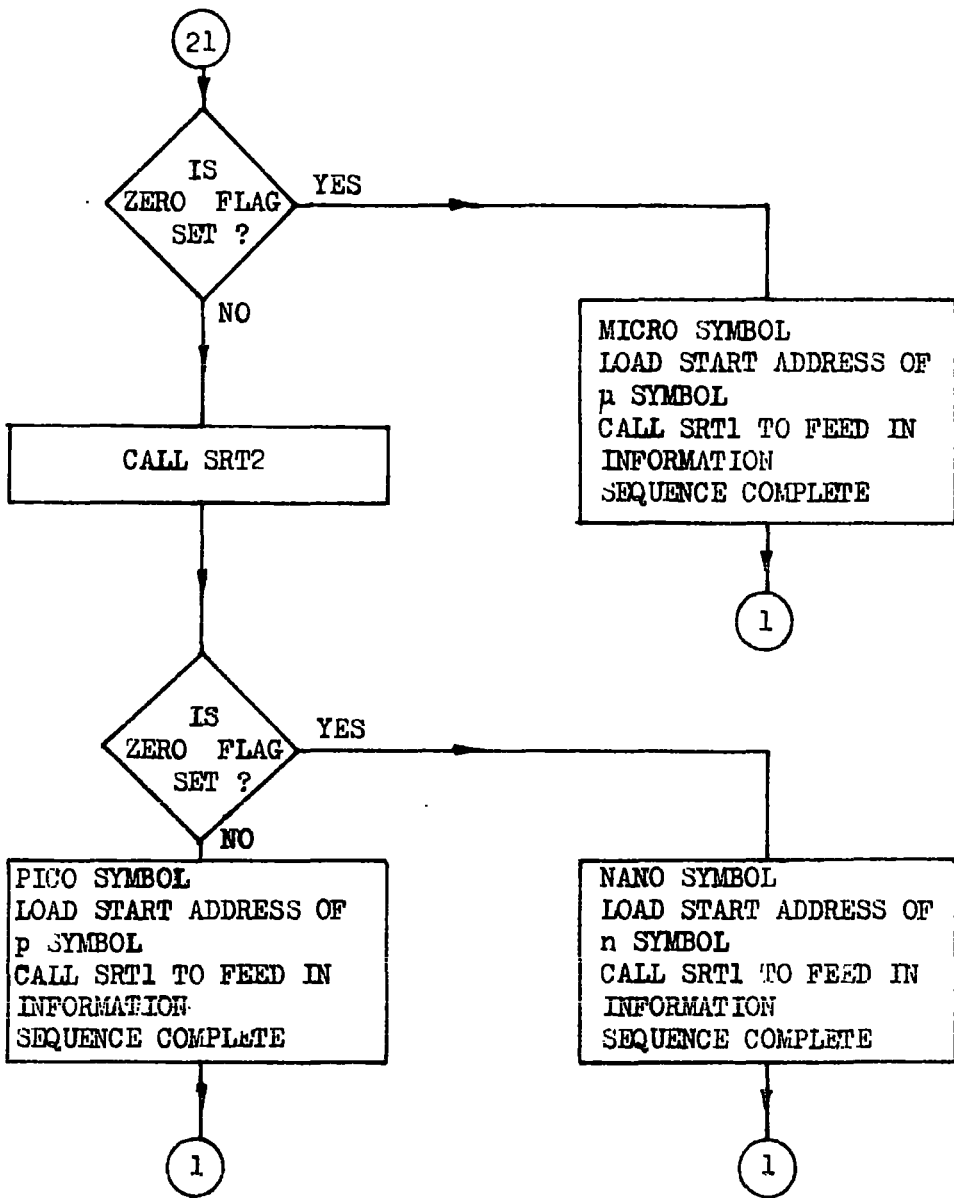 21
IS
ZERO FLAG
SET ?
YES
NO
MICRO SYMBOL
LOAD START ADDRESS OF
µ SYMBOL
CALL SRT1 TO FEED IN
INFORMATION
SEQUENCE COMPLETE
CALL SRT2
1
IS
ZERO FLAG
SET ?
YES
NO
PICO SYMBOL
LOAD START ADDRESS OF
p SYMBOL
CALL SRT1 TO FEED IN
INFORMATION
SEQUENCE COMPLETE
NANO SYMBOL
LOAD START ADDRESS OF
n SYMBOL
CALL SRT1 TO FEED IN
INFORMATION
SEQUENCE COMPLETE
1
1